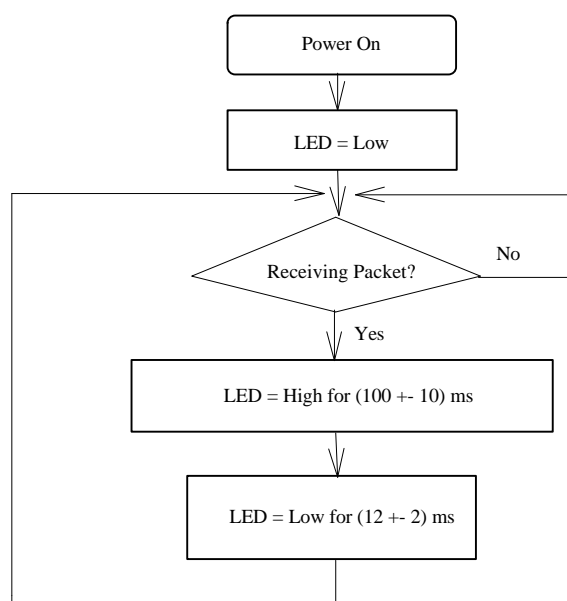 Power On
LED = Low
Receiving Packet?
No
Yes
LED = High for (100 +- 10) ms
LED = Low for (12 +- 2) ms